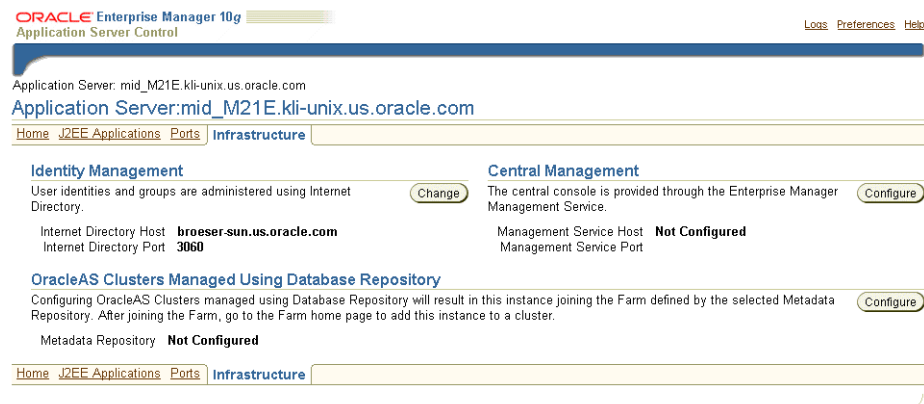 ORACLE Enterprise Manager 10g
Application Server Control
Logs Preferences Help
Application Server: mid_M21E.kli-unix.us.oracle.com
Application Server:mid_M21E.kli-unix.us.oracle.com
Home J2EE Applications Ports Infrastructure
Identity Management
User identities and groups are administered using Internet
Directory.
Change
Internet Directory Host broeser-sun.us.oracle.com
Internet Directory Port 3060
Central Management
The central console is provided through the Enterprise Manager
Management Service.
Configure
Management Service Host Not Configured
Management Service Port
OracleAS Clusters Managed Using Database Repository
Configuring OracleAS Clusters managed using Database Repository will result in this instance joining the Farm defined by the selected Metadata
Repository. After joining the Farm, go to the Farm home page to add this instance to a cluster.
Configure
Metadata Repository Not Configured
Home J2EE Applications Ports Infrastructure